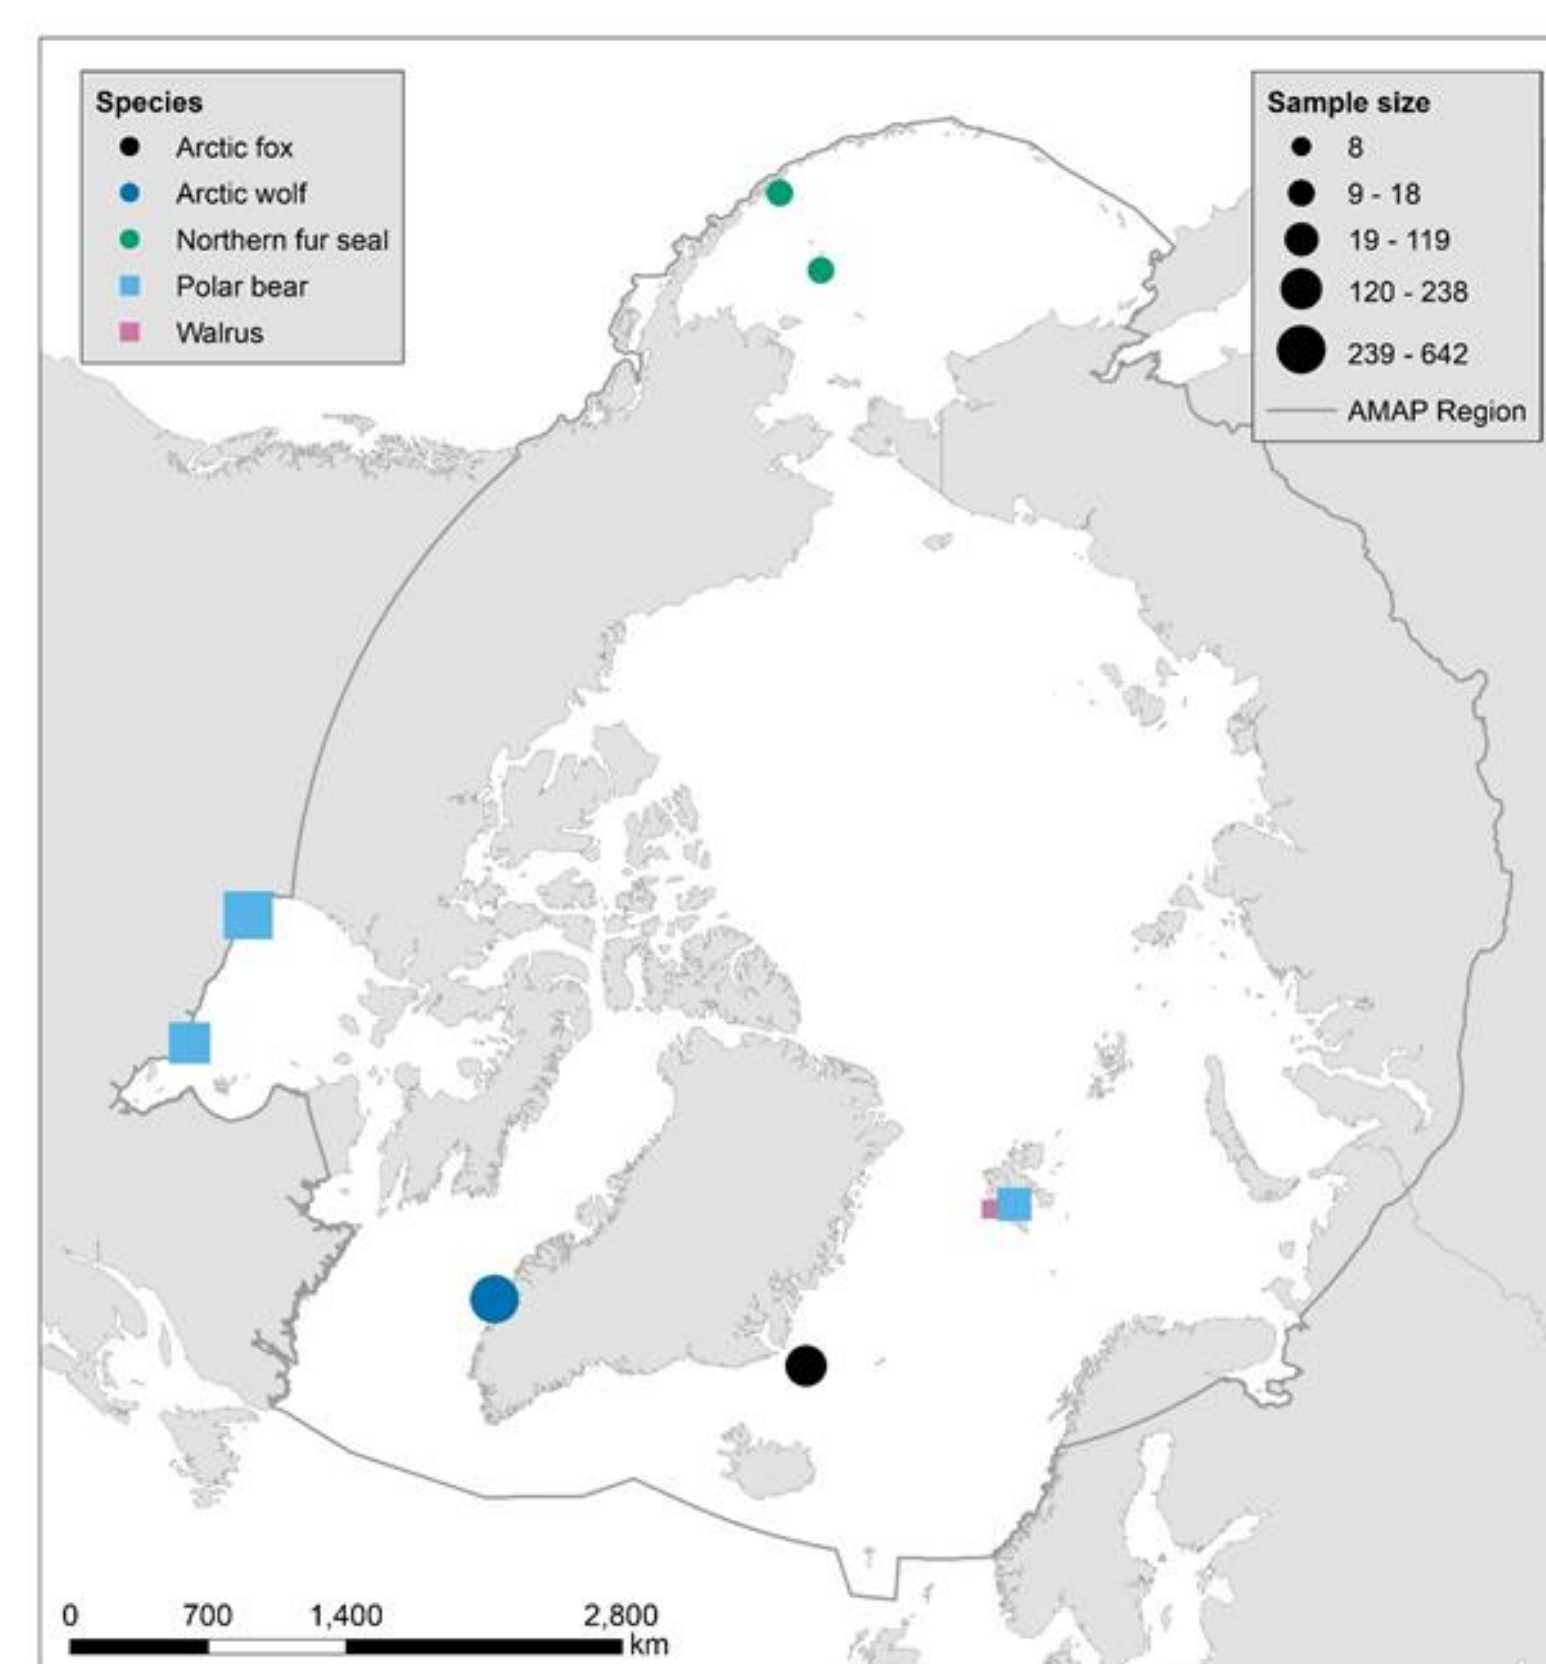 Species
Arctic fox
Arctic wolf
Northern fur seal
Polar bear
Walrus
Sample size
8
9 - 18
19 - 119
120 - 238
239 - 642
AMAP Region
0 700 1,400 2,800
km